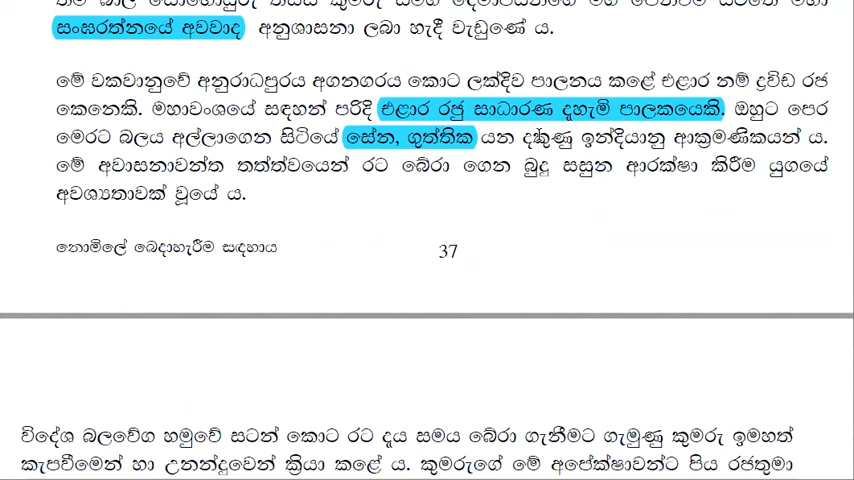 සංඝරත්නයේ අවවාද අනුශාසනා ලබා හැදී වැඩුණේ ය.
මේ වකවානුවේ අනුරාධපුරය අගනගරය කොට ලක්දිව පාලනය කළේ එළාර නම් ද්‍රවිඩ රජ
කෙනෙකි. මහාවංශයේ සඳහන් පරිදි එළාර රජු සාධාරණ දැහැමි පාලකයෙකි. ඔහුට පෙර
මෙරට බලය අල්ලාගෙන සිටියේ සේන, ගුත්තික යන දකුණු ඉන්දියානු ආක්‍රමණිකයන් ය.
මේ අවාසනාවන්ත තත්ත්වයෙන් රට බේරා ගෙන බුදු සසුන ආරක්ෂා කිරීම යුගයේ
අවශ්‍යතාවක් වූයේ ය.
නොමිලේ බෙදාහැරීම සඳහාය
37
විදේශ බලවේග හමුවේ සටන් කොට රට දැය සමය බේරා ගැනීමට ගැමුණු කුමරු ඉමහත්
කැපවීමෙන් හා උනන්දුවෙන් ක්‍රියා කළේ ය. කුමරුගේ මේ අපේක්ෂාවන්ට පිය රජතුමා